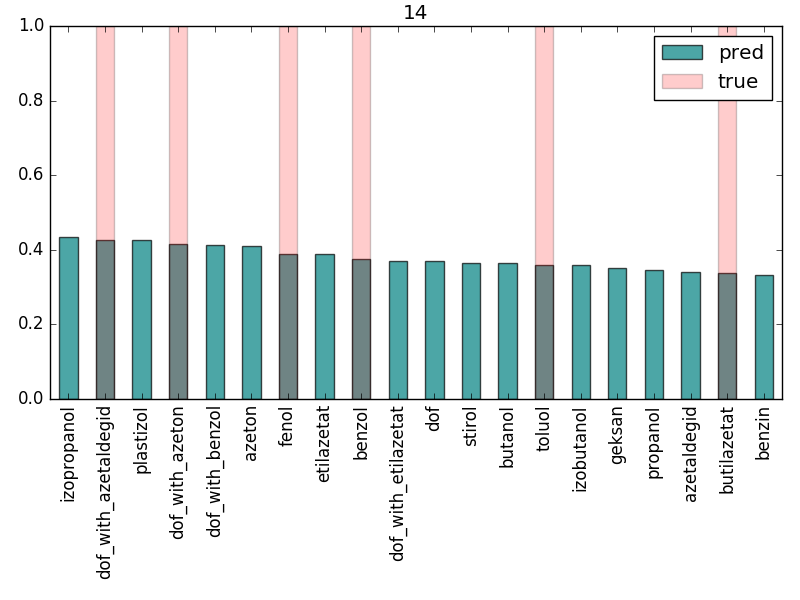 14
1.0
0.8
0.6
0.4
0.2
0.0
pred
true
izopropanol
dof_with_azetaldegid
plastizol
dof_with_azeton
dof_with_benzol
azeton
fenol
etilazetat
benzol
dof_with_etilazetat
dof
stirol
butanol
toluol
izobutanol
geksan
propanol
azetaldegid
butilazetat
benzin